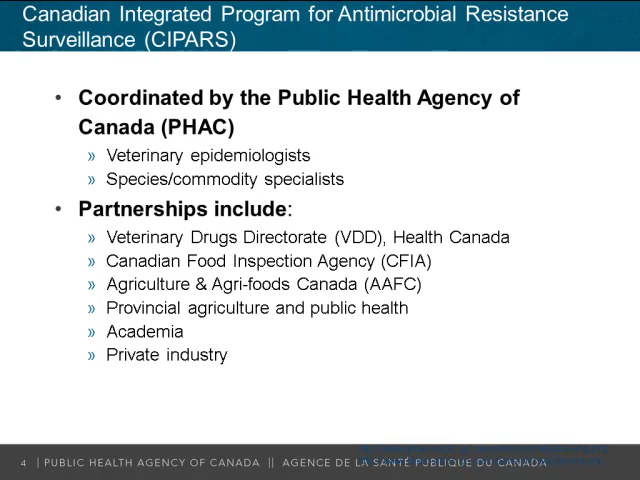 Canadian Integrated Program for Antimicrobial Resistance
Surveillance (CIPARS)
• Coordinated by the Public Health Agency of
Canada (PHAC)
» Veterinary epidemiologists
» Species/commodity specialists
• Partnerships include:
» Veterinary Drugs Directorate (VDD), Health Canada
» Canadian Food Inspection Agency (CFIA)
» Agriculture & Agri-foods Canada (AAFC)
» Provincial agriculture and public health
» Academia
» Private industry
4 | PUBLIC HEALTH AGENCY OF CANADA || AGENCE DE LA SANTÉ PUBLIQUE DU CANADA